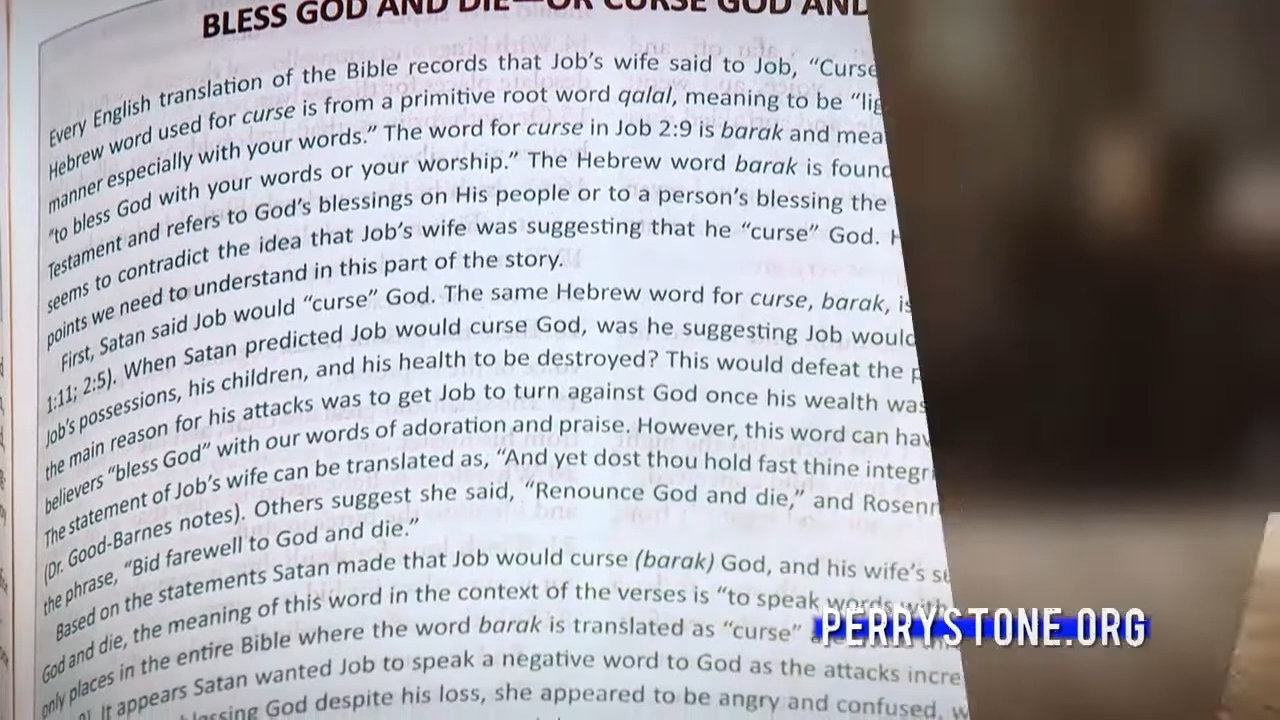 BLESS GOD AND DIE—OR CURSE GOD AND
Every English translation of the Bible records that Job's wife said to Job, "Curse
Hebrew word used for curse is from a primitive root word qalal, meaning to be
manner especially with your words." The word for curse in Job 2:9 is barak and
"to bless God with your words or your worship." The Hebrew word barak is found
Testament and refers to God's blessings on His people or to a person's blessing the
seems to contradict the idea that Job's wife was suggesting that he "curse" God.
points we need to understand in this part of the story.
First, Satan said Job would "curse" God. The same Hebrew word for curse, barak, is
1:11; 2:5). When Satan predicted Job would curse God, was he suggesting Job would
Job's possessions, his children, and his health to be destroyed? This would defeat the
the main reason for his attacks was to get Job to turn against God once his wealth was
believers "bless God" with our words of adoration and praise. However, this word can
The statement of Job's wife can be translated as, "And yet dost thou hold fast thine
(Dr. Good-Barnes notes). Others suggest she said, "Renounce God and die," and
the phrase, "Bid farewell to God and die."
Based on the statements Satan made that Job would curse (barak) God, and his wife's
God and die, the meaning of this word in the context of the verses is "to speak words
only places in the entire Bible where the word barak is translated as "curse"
It appears Satan wanted Job to speak a negative word to God as the attacks
God despite his loss, she appeared to be angry and confused,
PERRYSTONE.ORG